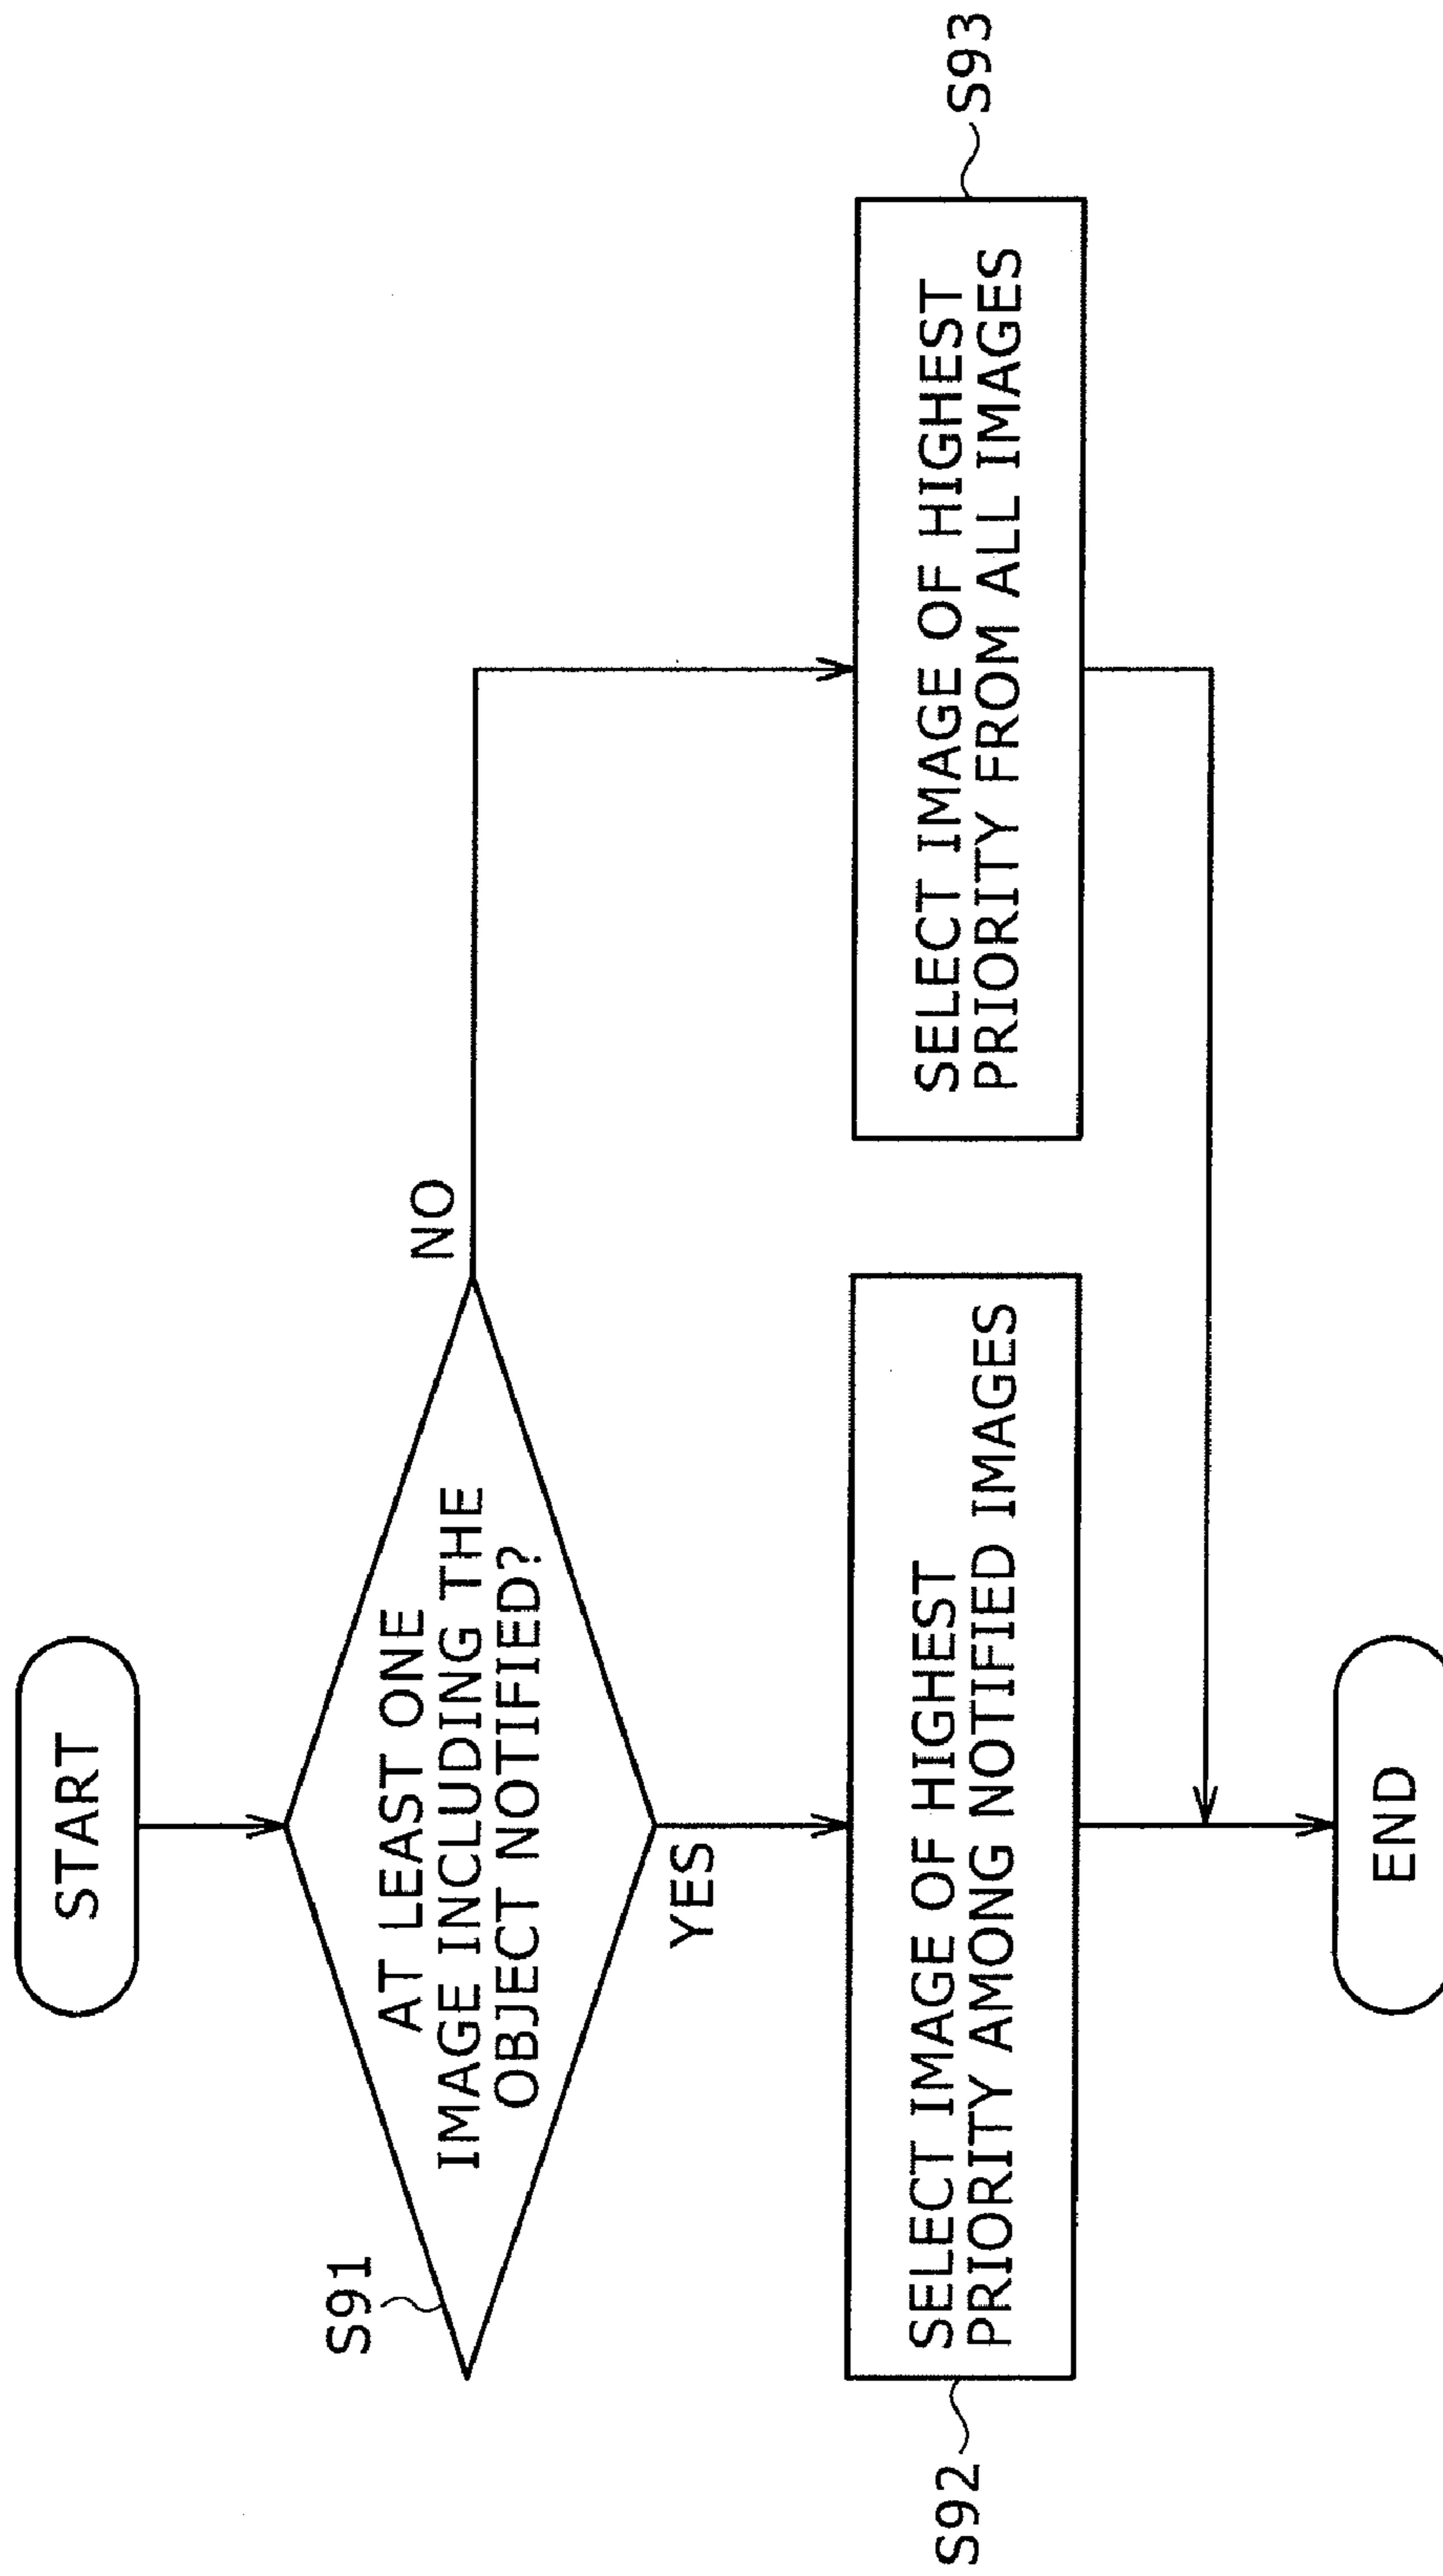 START
S91
AT LEAST ONE
IMAGE INCLUDING THE
OBJECT NOTIFIED?
NO
YES
S92
SELECT IMAGE OF HIGHEST
PRIORITY AMONG NOTIFIED IMAGES
SELECT IMAGE OF HIGHEST
PRIORITY FROM ALL IMAGES
S93
END